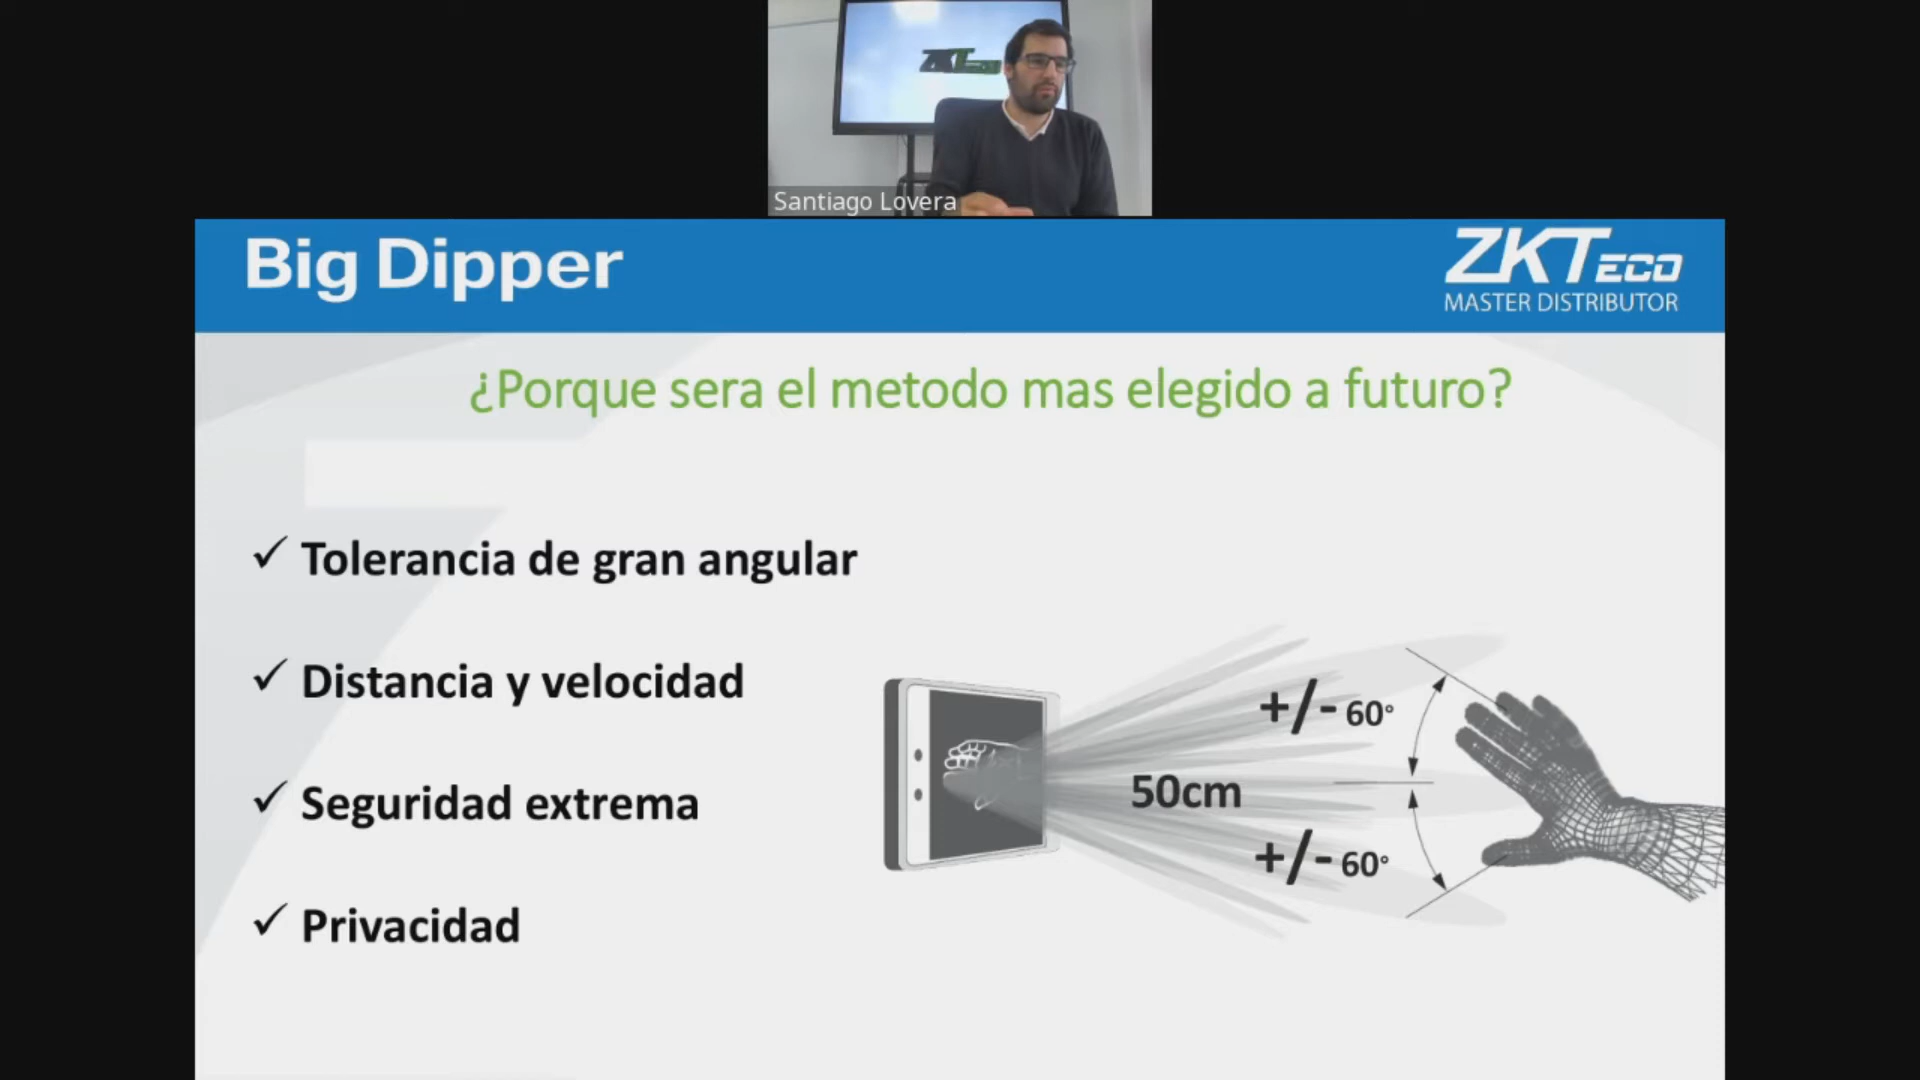 ZKTeco
Santiago Lovera
Big Dipper
ZKTECO
MASTER DISTRIBUTOR
¿Porque sera el metodo mas elegido a futuro?
✓ Tolerancia de gran angular
✓ Distancia y velocidad
✓ Seguridad extrema
✓ Privacidad
+/- 60°
50cm
+/- 60°